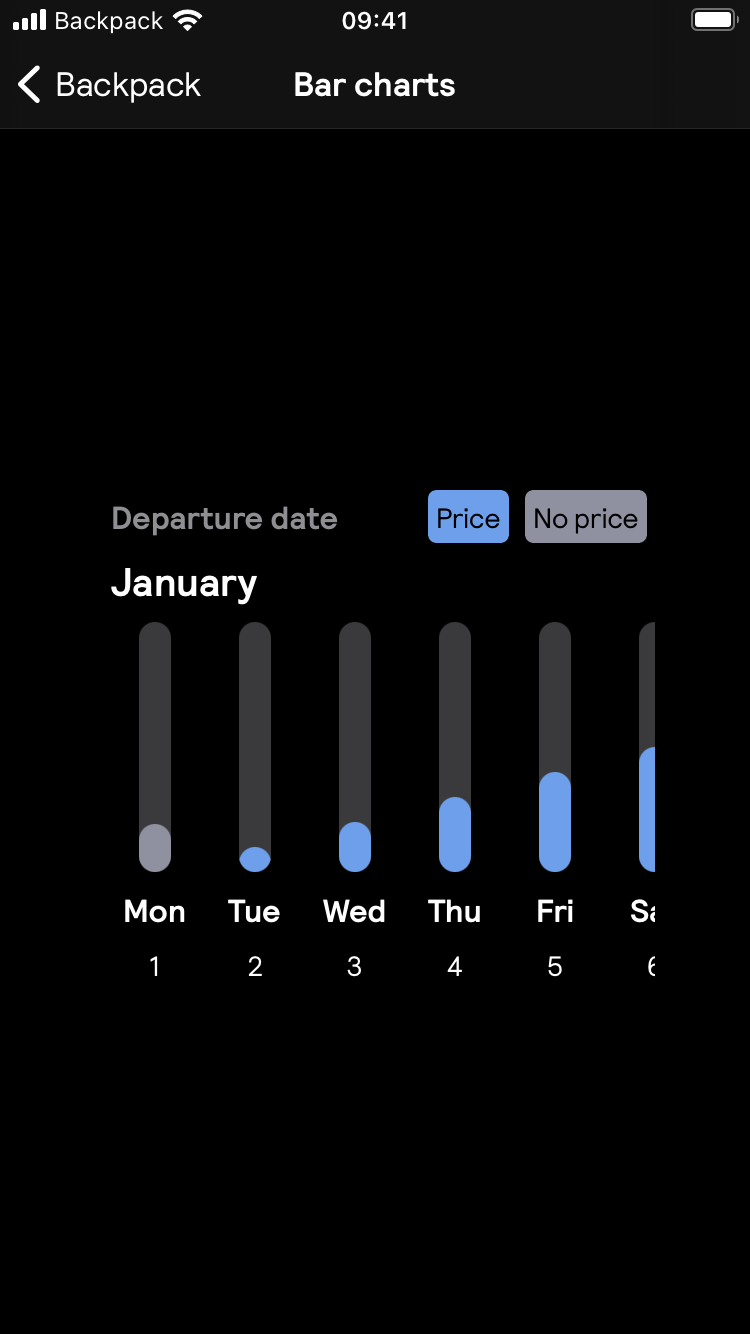 Backpack 09:41
Backpack Bar charts
Departure date Price No price
January
Mon Tue Wed Thu Fri
1 2 3 4 5